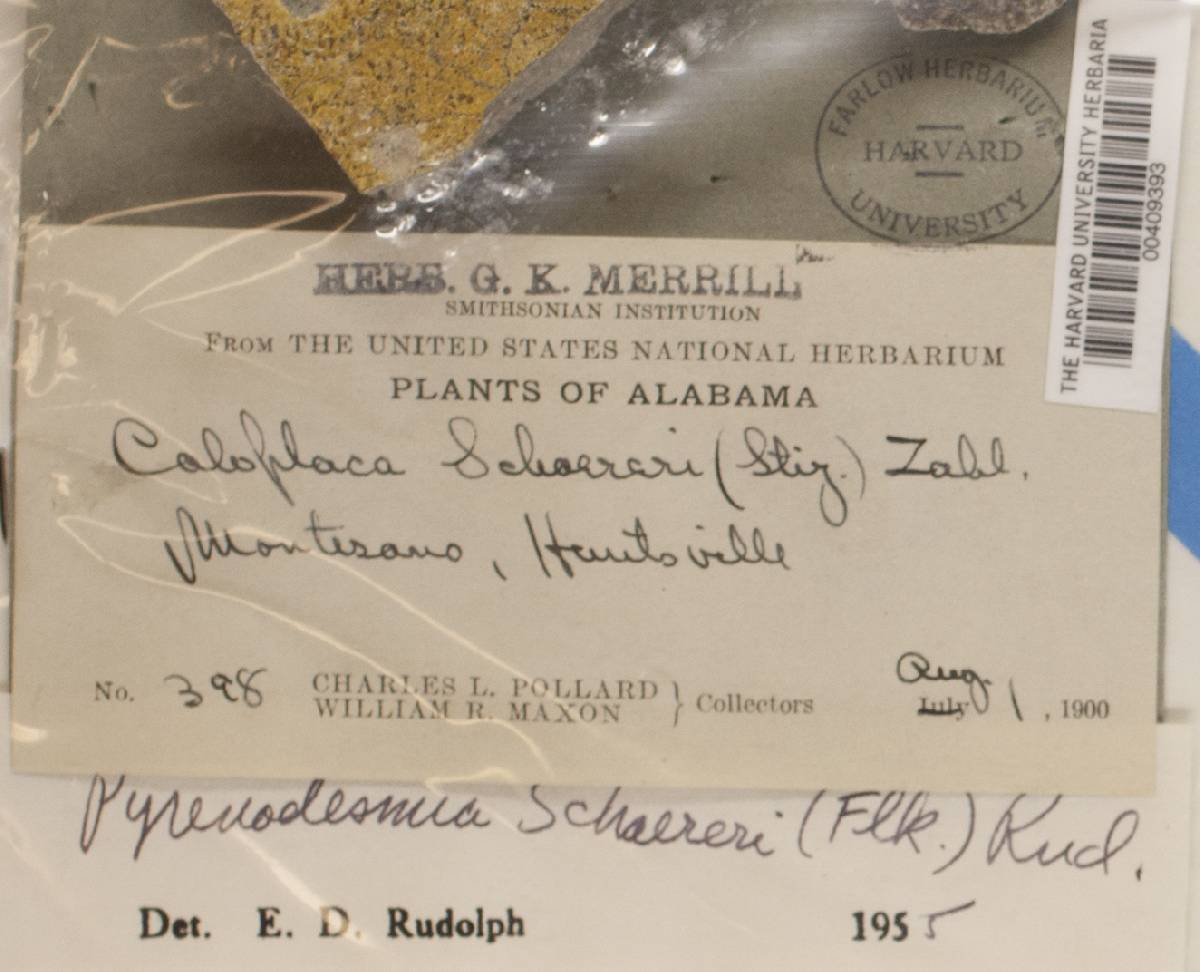 FARLOW HERBARIUM
HARVARD
UNIVERSITY
THE HARVARD UNIVERSITY HERBARIA
00409393
HERB. G. K. MERRILL
SMITHSONIAN INSTITUTION
FROM THE UNITED STATES NATIONAL HERBARIUM
PLANTS OF ALABAMA
Caloplaca Schaereri (Stiz.) Zahl.
Montesano, Huntsville
No. 398 CHARLES L. POLLARD
WILLIAM R. MAXON } Collectors
Aug.
July 1, 1900
Pyrenodesmia Schaereri (Flk.) Rud.
Det. E. D. Rudolph 1955